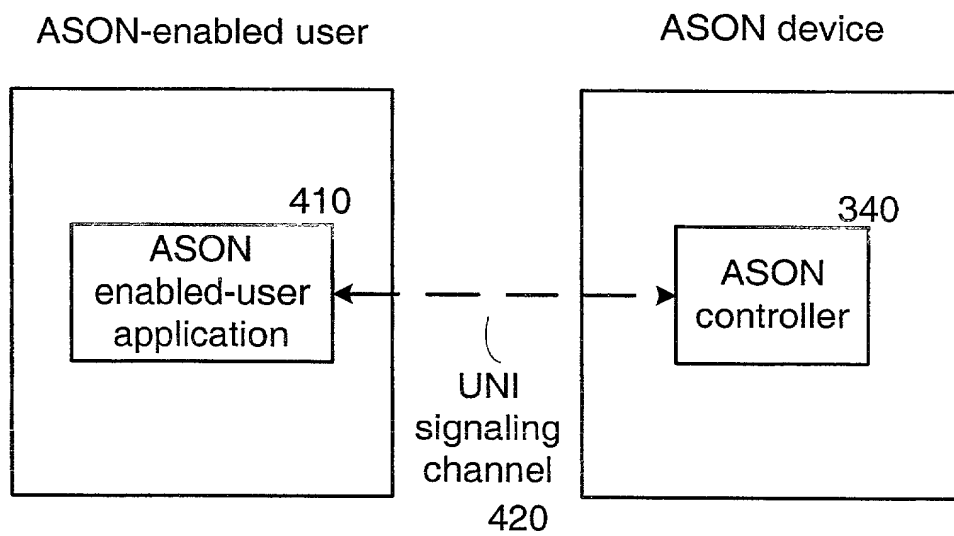 ASON-enabled user
ASON device
410
ASON
enabled-user
application
340
ASON
controller
UNI
signaling
channel
420